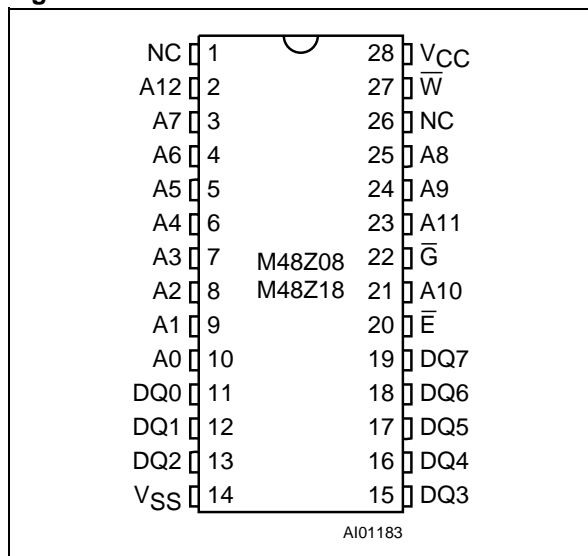 NC 1 28 VCC
A12 2 27 W̅
A7 3 26 NC
A6 4 25 A8
A5 5 24 A9
A4 6 23 A11
A3 7 M48Z08 22 G̅
A2 8 M48Z18 21 A10
A1 9 20 E̅
A0 10 19 DQ7
DQ0 11 18 DQ6
DQ1 12 17 DQ5
DQ2 13 16 DQ4
VSS 14 15 DQ3
AI01183